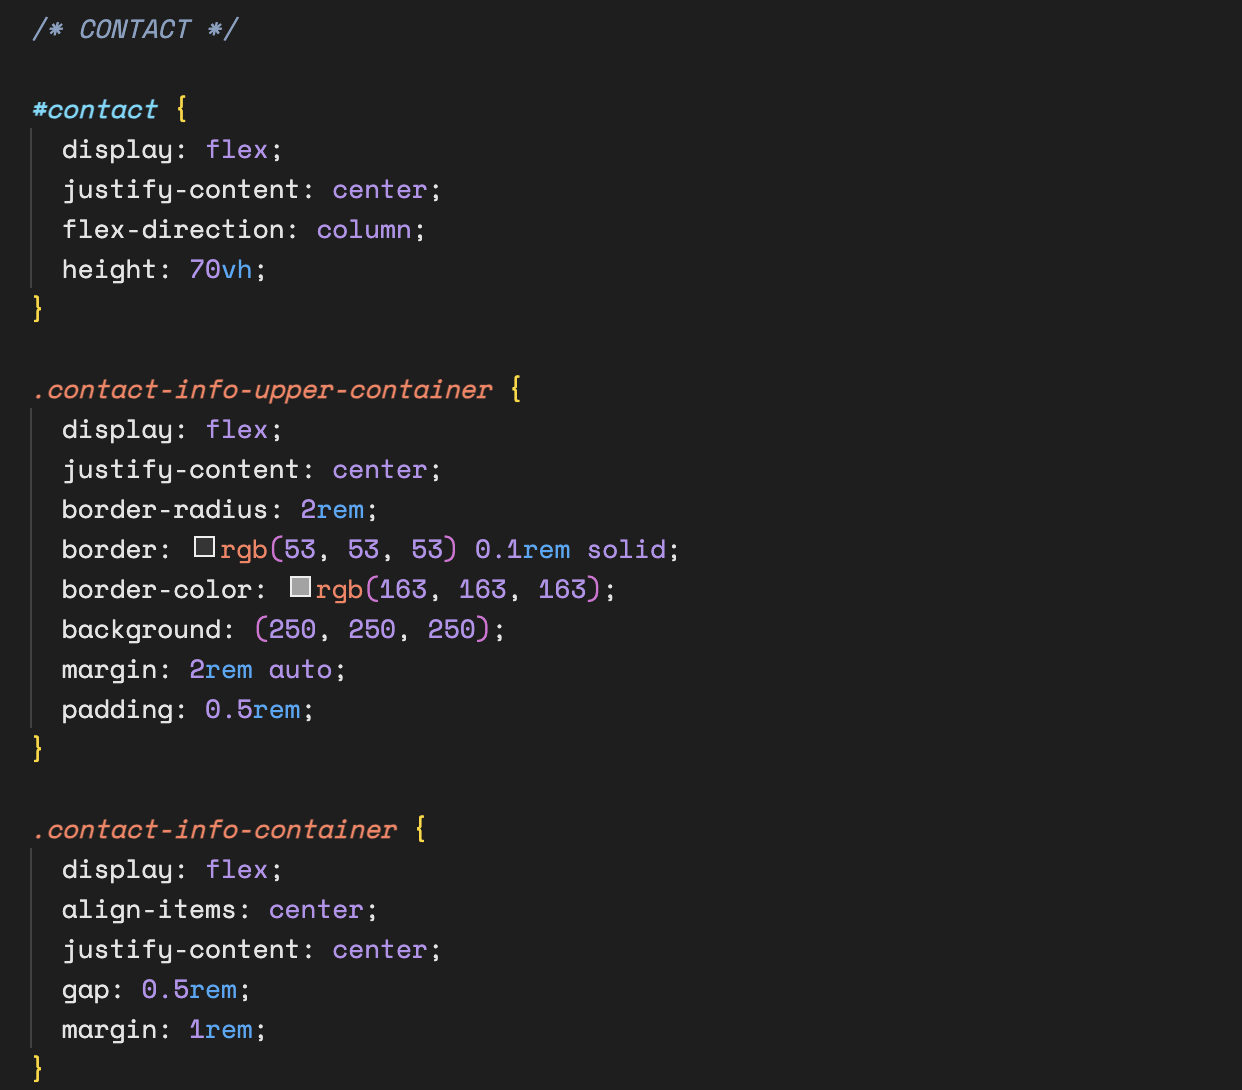 /* CONTACT */
#contact {
  display: flex;
  justify-content: center;
  flex-direction: column;
  height: 70vh;
}
.contact-info-upper-container {
  display: flex;
  justify-content: center;
  border-radius: 2rem;
  border: rgb(53, 53, 53) 0.1rem solid;
  border-color: rgb(163, 163, 163);
  background: (250, 250, 250);
  margin: 2rem auto;
  padding: 0.5rem;
}
.contact-info-container {
  display: flex;
  align-items: center;
  justify-content: center;
  gap: 0.5rem;
  margin: 1rem;
}